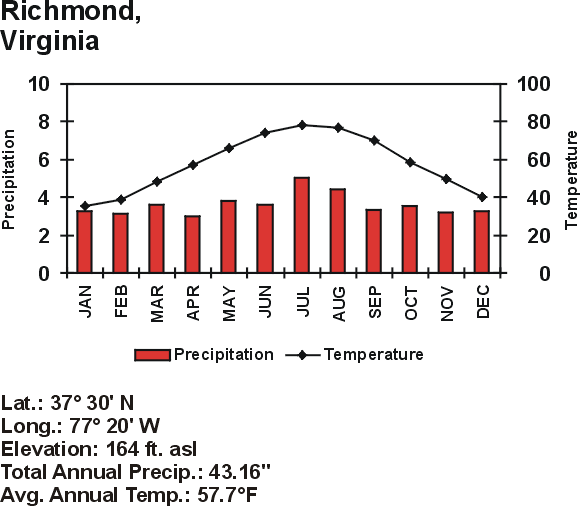 Richmond,
Virginia
10 100
8 80
6 60
4 40
2 20
0 0
Precipitation
Temperature
JAN FEB MAR APR MAY JUN JUL AUG SEP OCT NOV DEC
Precipitation Temperature
Lat.: 37° 30' N
Long.: 77° 20' W
Elevation: 164 ft. asl
Total Annual Precip.: 43.16"
Avg. Annual Temp.: 57.7°F